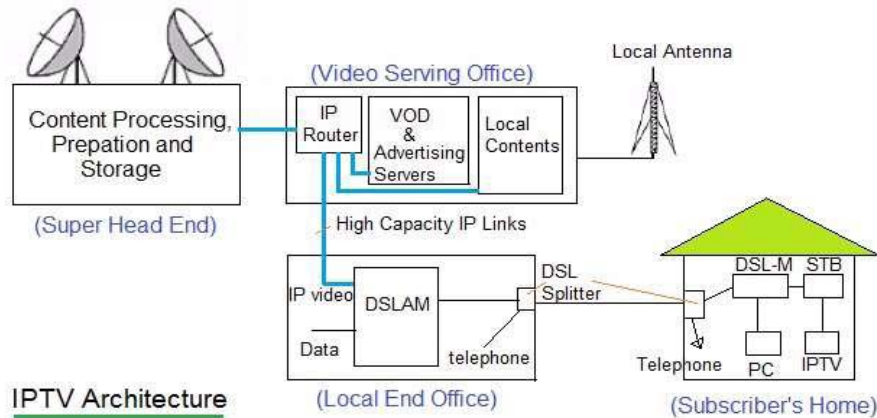 Local Antenna
(Video Serving Office)
Content Processing,
Prepation and
Storage
IP
Router
VOD
&
Advertising
Servers
Local
Contents
(Super Head End)
High Capacity IP Links
IP video
DSLAM
Data
DSL
Splitter
telephone
DSL-M
STB
Telephone
PC
IPTV
IPTV Architecture
(Local End Office)
(Subscriber's Home)